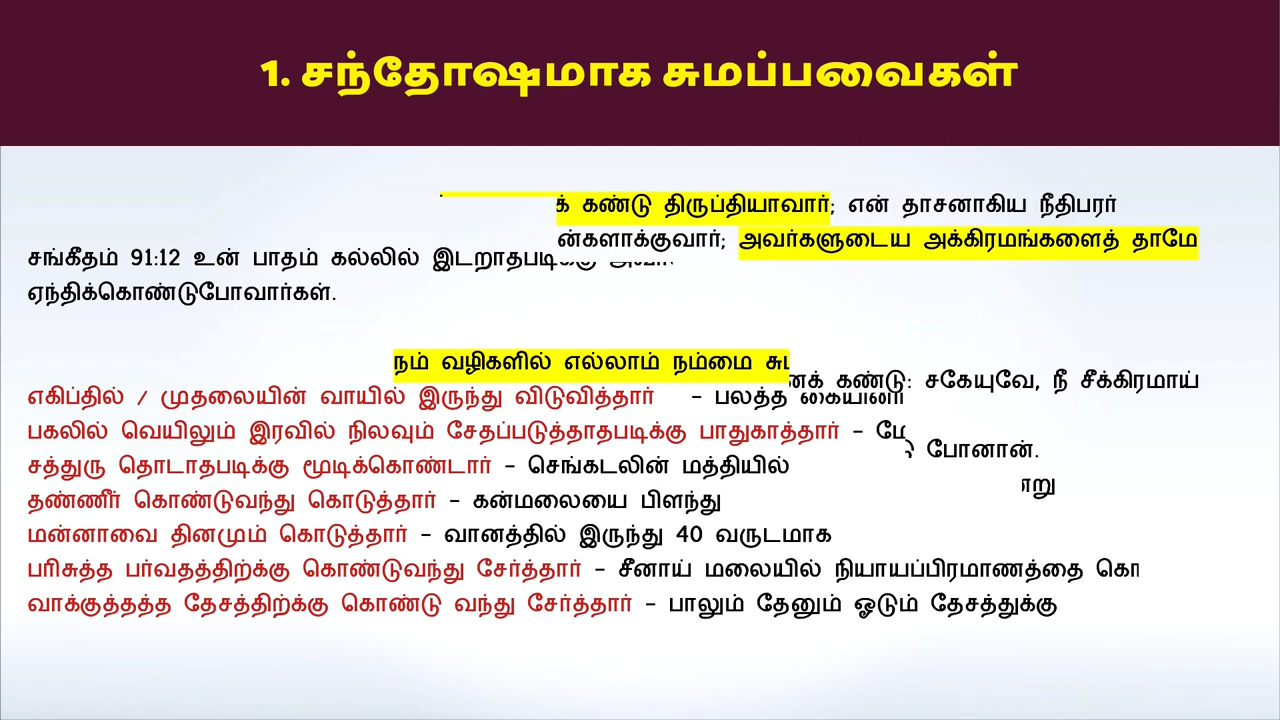 1. சந்தோஷமாக சுமப்பவைகள்
கண்டு திருப்தியாவார்; என் தாசனாகிய நீதிபரர்
அவர்களுடைய அக்கிரமங்களைத் தாமே
சங்கீதம் 91:12 உன் பாதம் கல்லில் இடறாதபடிக்கு
ஏந்திக்கொண்டுபோவார்கள்.
நம் வழிகளில் எல்லாம் நம்மை
கண்டு: சகேயுவே, நீ சீக்கிரமாய்
எகிப்தில் / முதலையின் வாயில் இருந்து விடுவித்தார் – பலத்த
பகலில் வெயிலும் இரவில் நிலவும் சேதப்படுத்தாதபடிக்கு பாதுகாத்தார் –
போனான்.
சத்துரு தொடாதபடிக்கு மூடிக்கொண்டார் – செங்கடலின் மத்தியில்
தண்ணீர் கொண்டுவந்து கொடுத்தார் – கன்மலையை பிளந்து
மன்னாவை தினமும் கொடுத்தார் – வானத்தில் இருந்து 40 வருடமாக
பரிசுத்த பர்வதத்திற்க்கு கொண்டுவந்து சேர்த்தார் – சீனாய் மலையில் நியாயப்பிரமாணத்தை
வாக்குத்தத்த தேசத்திற்க்கு கொண்டு வந்து சேர்த்தார் – பாலும் தேனும் ஓடும் தேசத்துக்கு